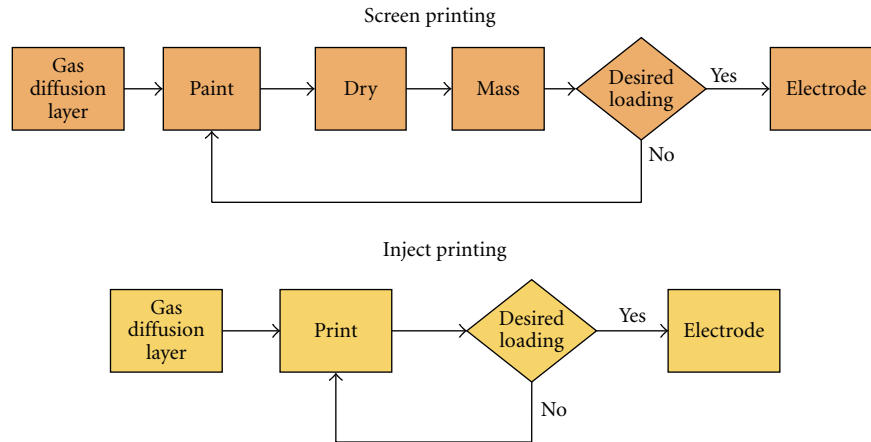 Screen printing
Gas
diffusion
layer
Paint
Dry
Mass
Desired
loading
Yes
Electrode
No
Inject printing
Gas
diffusion
layer
Print
Desired
loading
Yes
Electrode
No